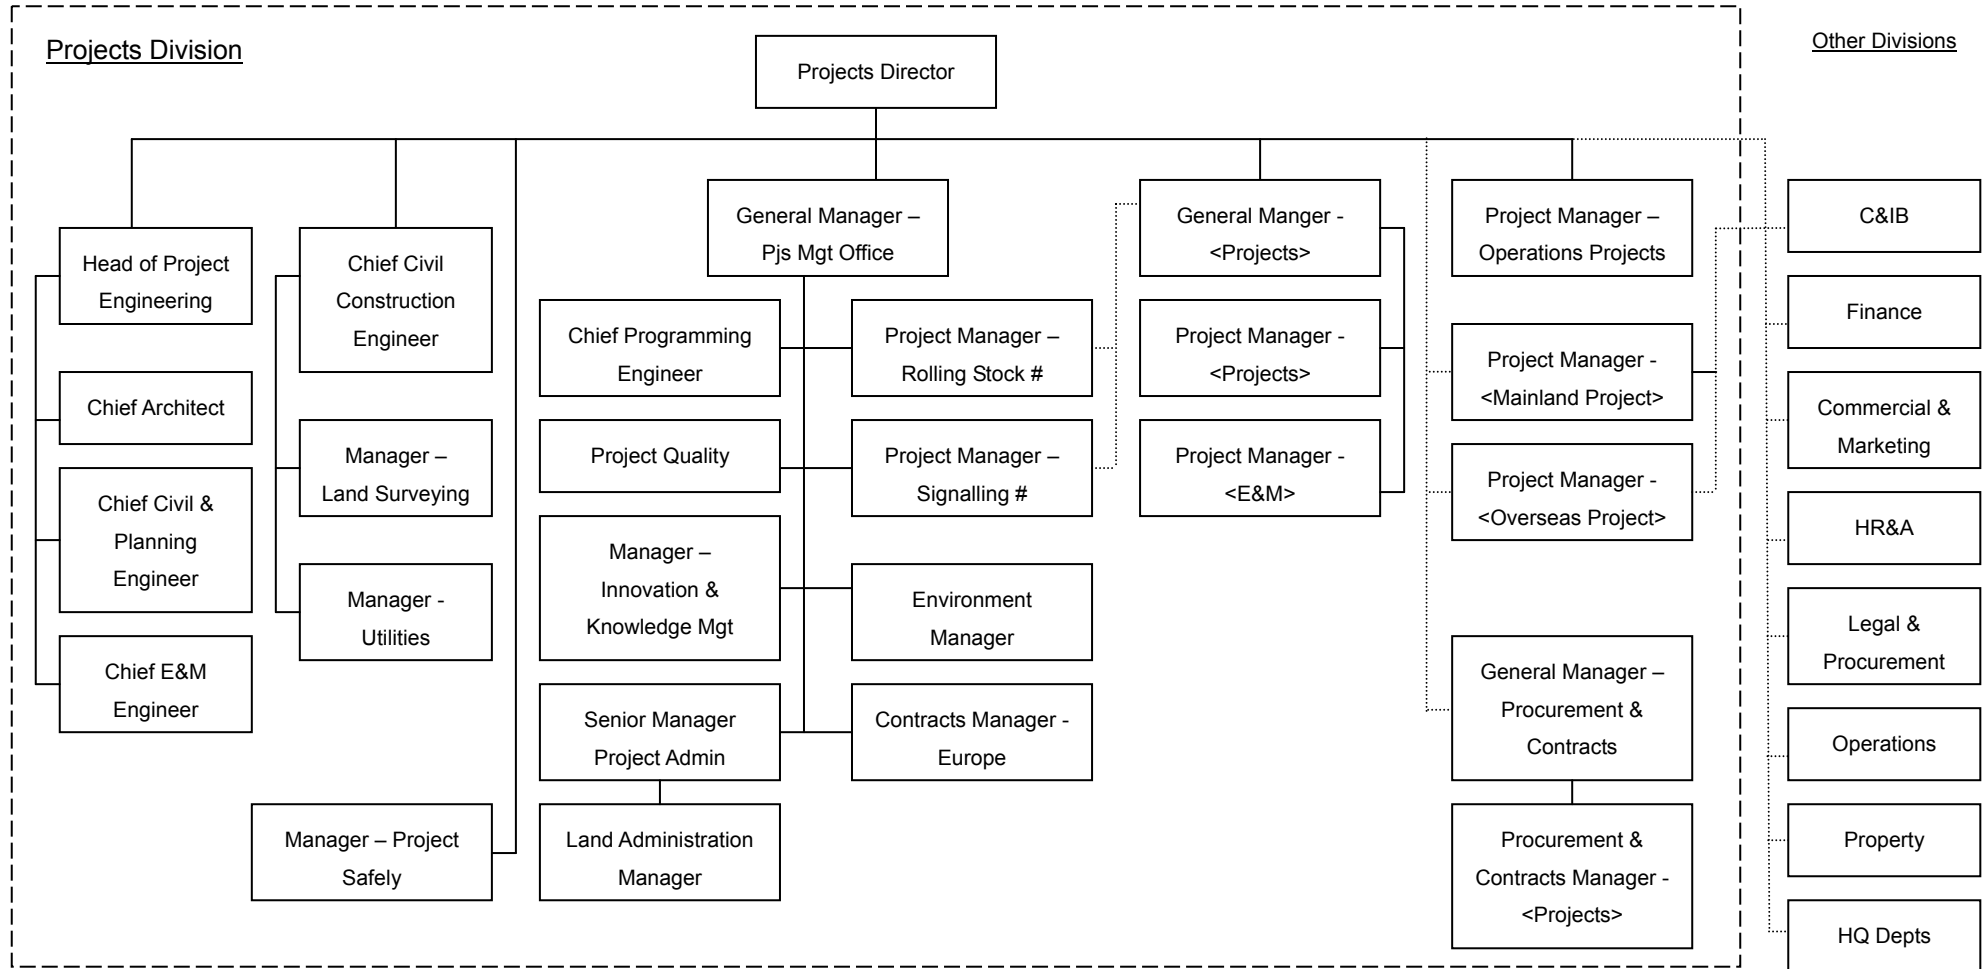 Projects Division
Other Divisions
Projects Director
Head of Project
Engineering
Chief Architect
Chief Civil &
Planning
Engineer
Chief E&M
Engineer
Chief Civil
Construction
Engineer
Manager –
Land Surveying
Manager -
Utilities
Manager – Project
Safely
General Manager –
Pjs Mgt Office
Chief Programming
Engineer
Project Quality
Manager –
Innovation &
Knowledge Mgt
Senior Manager
Project Admin
Land Administration
Manager
Project Manager –
Rolling Stock #
Project Manager –
Signalling #
Environment
Manager
Contracts Manager -
Europe
General Manger -
<Projects>
Project Manager -
<Projects>
Project Manager -
<E&M>
Project Manager –
Operations Projects
Project Manager -
<Mainland Project>
Project Manager -
<Overseas Project>
General Manager –
Procurement &
Contracts
Procurement &
Contracts Manager -
<Projects>
C&IB
Finance
Commercial &
Marketing
HR&A
Legal &
Procurement
Operations
Property
HQ Depts